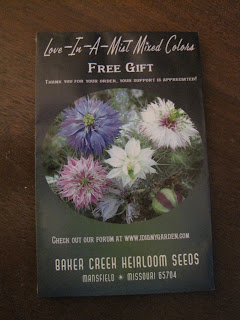 Love-In-A-Mist Mixed Colors
Free Gift
Thank you for your order, your support is appreciated!
Check out our forum at www.idigmygarden.com
BAKER CREEK HEIRLOOM SEEDS
MANSFIELD * MISSOURI 65704